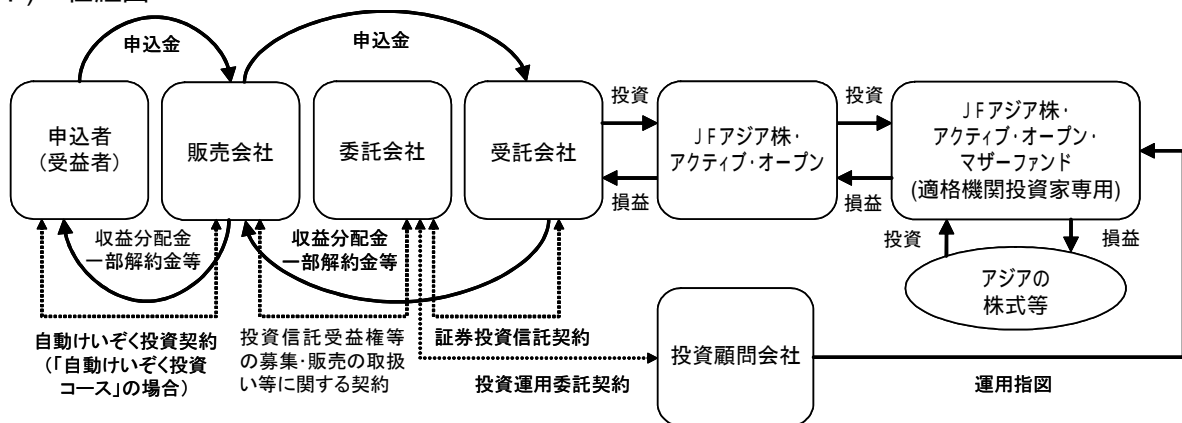 申込金
申込金
申込者
（受益者）
販売会社
委託会社
受託会社
投資
損益
ＪＦアジア株・
アクティブ・オープン
投資
損益
ＪＦアジア株・
アクティブ・オープン・
マザーファンド
(適格機関投資家専用)
投資
損益
アジアの
株式等
収益分配金
一部解約金等
収益分配金
一部解約金等
自動けいぞく投資契約
（「自動けいぞく投資
コース」の場合）
投資信託受益権等
の募集・販売の取扱
い等に関する契約
証券投資信託契約
投資運用委託契約
投資顧問会社
運用指図